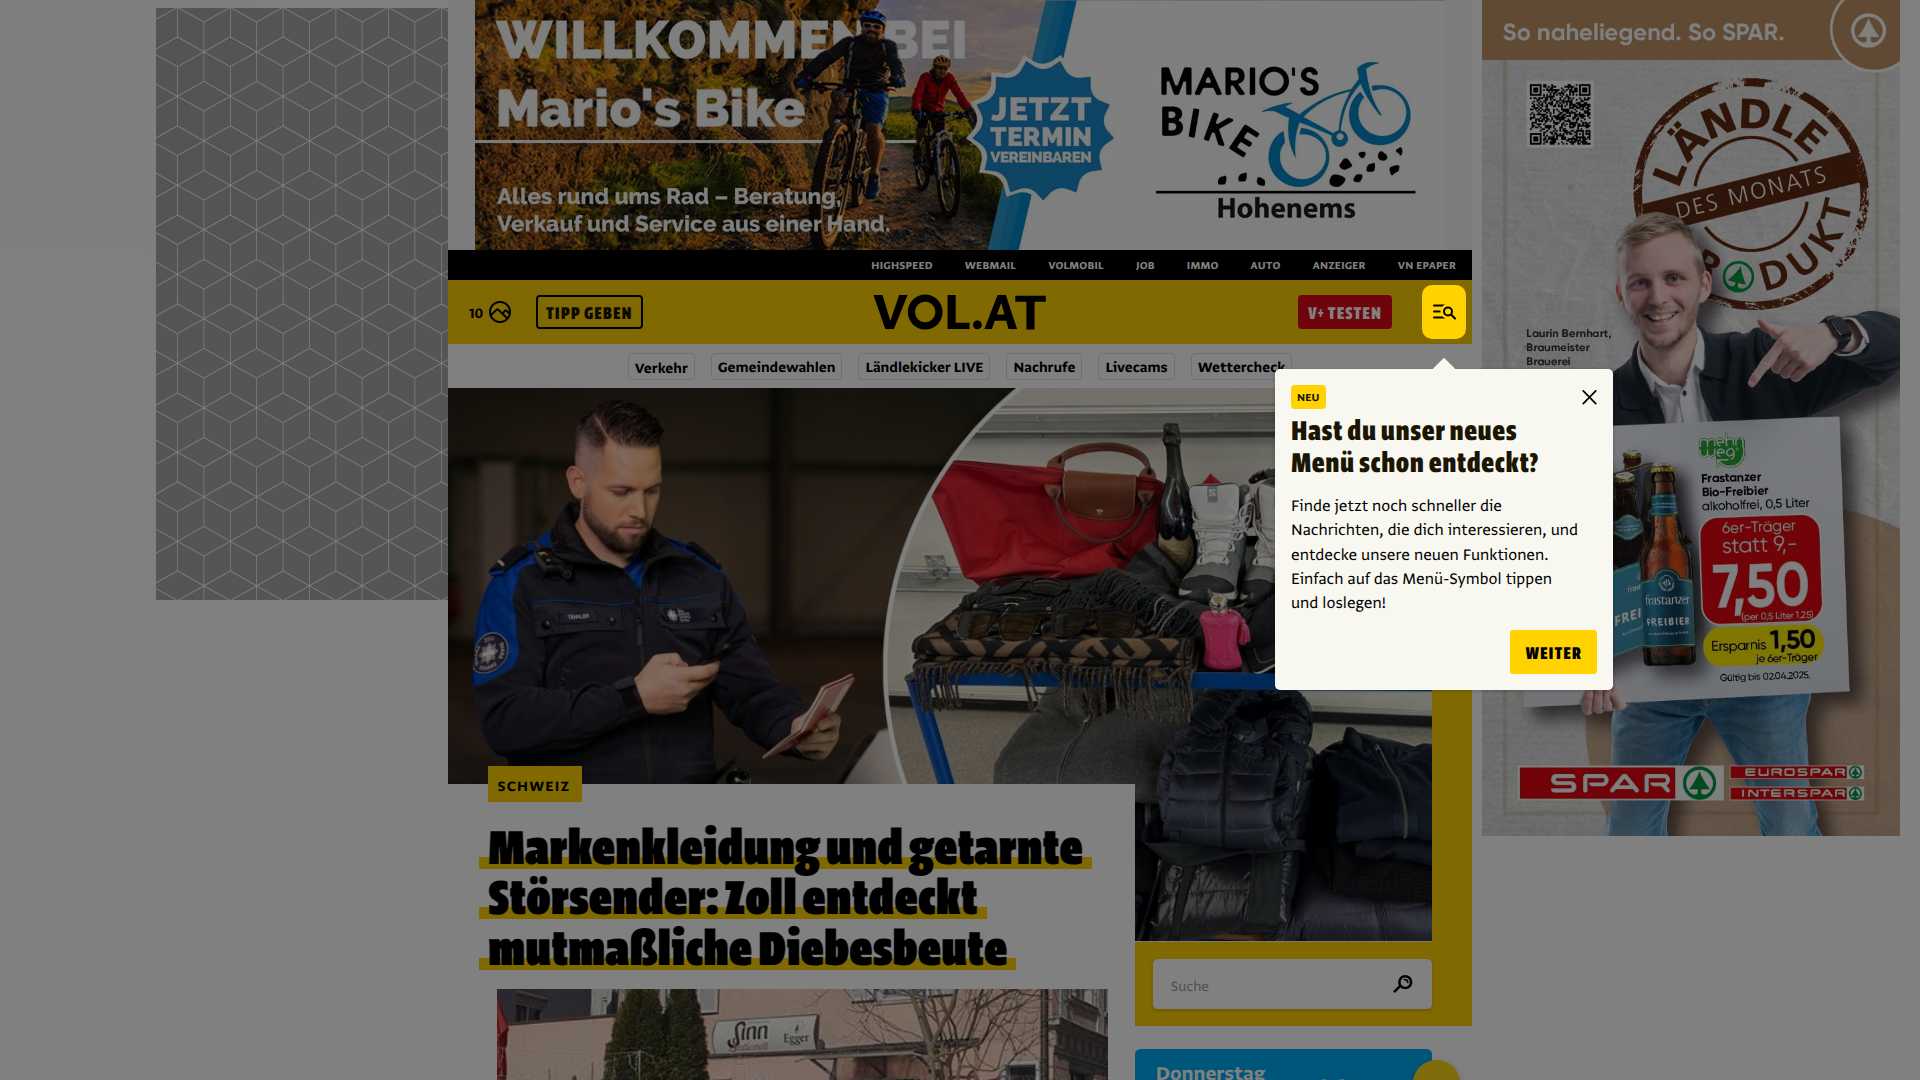 WILLKOMMEN BEI
Mario's Bike
Alles rund ums Rad – Beratung,
Verkauf und Service aus einer Hand.
JETZT
TERMIN
VEREINBAREN
MARIO'S
BIKE
Hohenems
So naheliegend. So SPAR.
LÄNDLE
DES MONATS
PRODUKT
Laurin Bernhart,
Braumeister
Brauerei
HIGHSPEED
WEBMAIL
VOLMOBIL
JOB
IMMO
AUTO
ANZEIGER
VN EPAPER
10
TIPP GEBEN
VOL.AT
V+ TESTEN
Verkehr
Gemeindewahlen
Ländlekicker LIVE
Nachrufe
Livecams
Wettercheck
NEU
Hast du unser neues
Menü schon entdeckt?
Finde jetzt noch schneller die
Nachrichten, die dich interessieren, und
entdecke unsere neuen Funktionen.
Einfach auf das Menü-Symbol tippen
und loslegen!
WEITER
mehr
weg
Frastanzer
Bio-Freibier
alkoholfrei, 0,5 Liter
6er-Träger
statt 9,-
7,50
(per 0,5 Liter 1,25)
Ersparnis 1,50
je 6er-Träger
Gültig bis 02.04.2025.
frastanzer
FREIBIER
SPAR
EUROSPAR
INTERSPAR
SCHWEIZ
Markenkleidung und getarnte
Störsender: Zoll entdeckt
mutmaßliche Diebesbeute
Sinn
Egger
Suche
Donnerstag